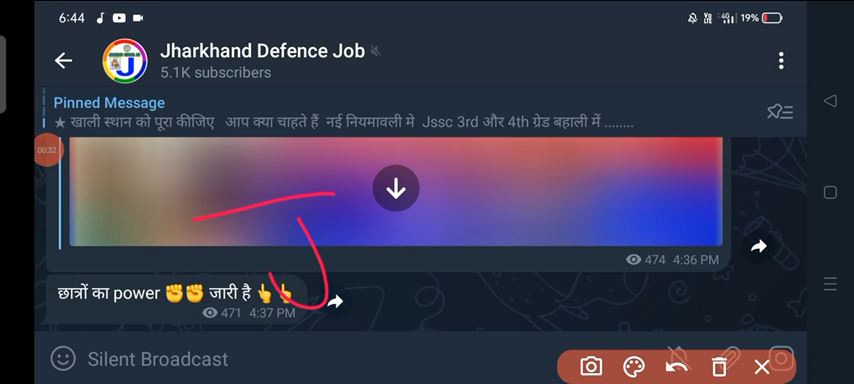 6:44
19%
Jharkhand Defence Job
5.1K subscribers
Pinned Message
★ खाली स्थान को पूरा कीजिए आप क्या चाहते हैं नई नियमावली मे Jssc 3rd और 4th ग्रेड बहाली में ........
00:32
474 4:36 PM
छात्रों का power ✊✊ जारी है 👆👆
471 4:37 PM
Silent Broadcast